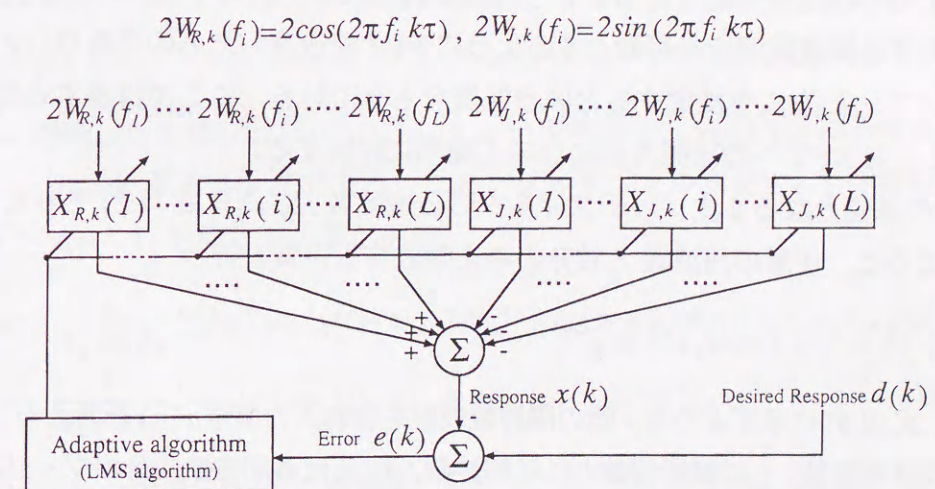 2W_{R,k}(f_i)=2cos(2πf_i kτ) , 2W_{J,k}(f_i)=2sin(2πf_i kτ)
2W_{R,k}(f_1) ···· 2W_{R,k}(f_i) ···· 2W_{R,k}(f_L) 2W_{J,k}(f_1) ···· 2W_{J,k}(f_i) ··· 2W_{J,k}(f_L)
X_{R,k}(1) ···· X_{R,k}(i) ···· X_{R,k}(L) X_{J,k}(1) ···· X_{J,k}(i) ···· X_{J,k}(L)
···· ····
+ -
+ -
+ Σ -
Response x(k)
Desired Response d(k)
Adaptive algorithm
(LMS algorithm)
Error e(k)
Σ